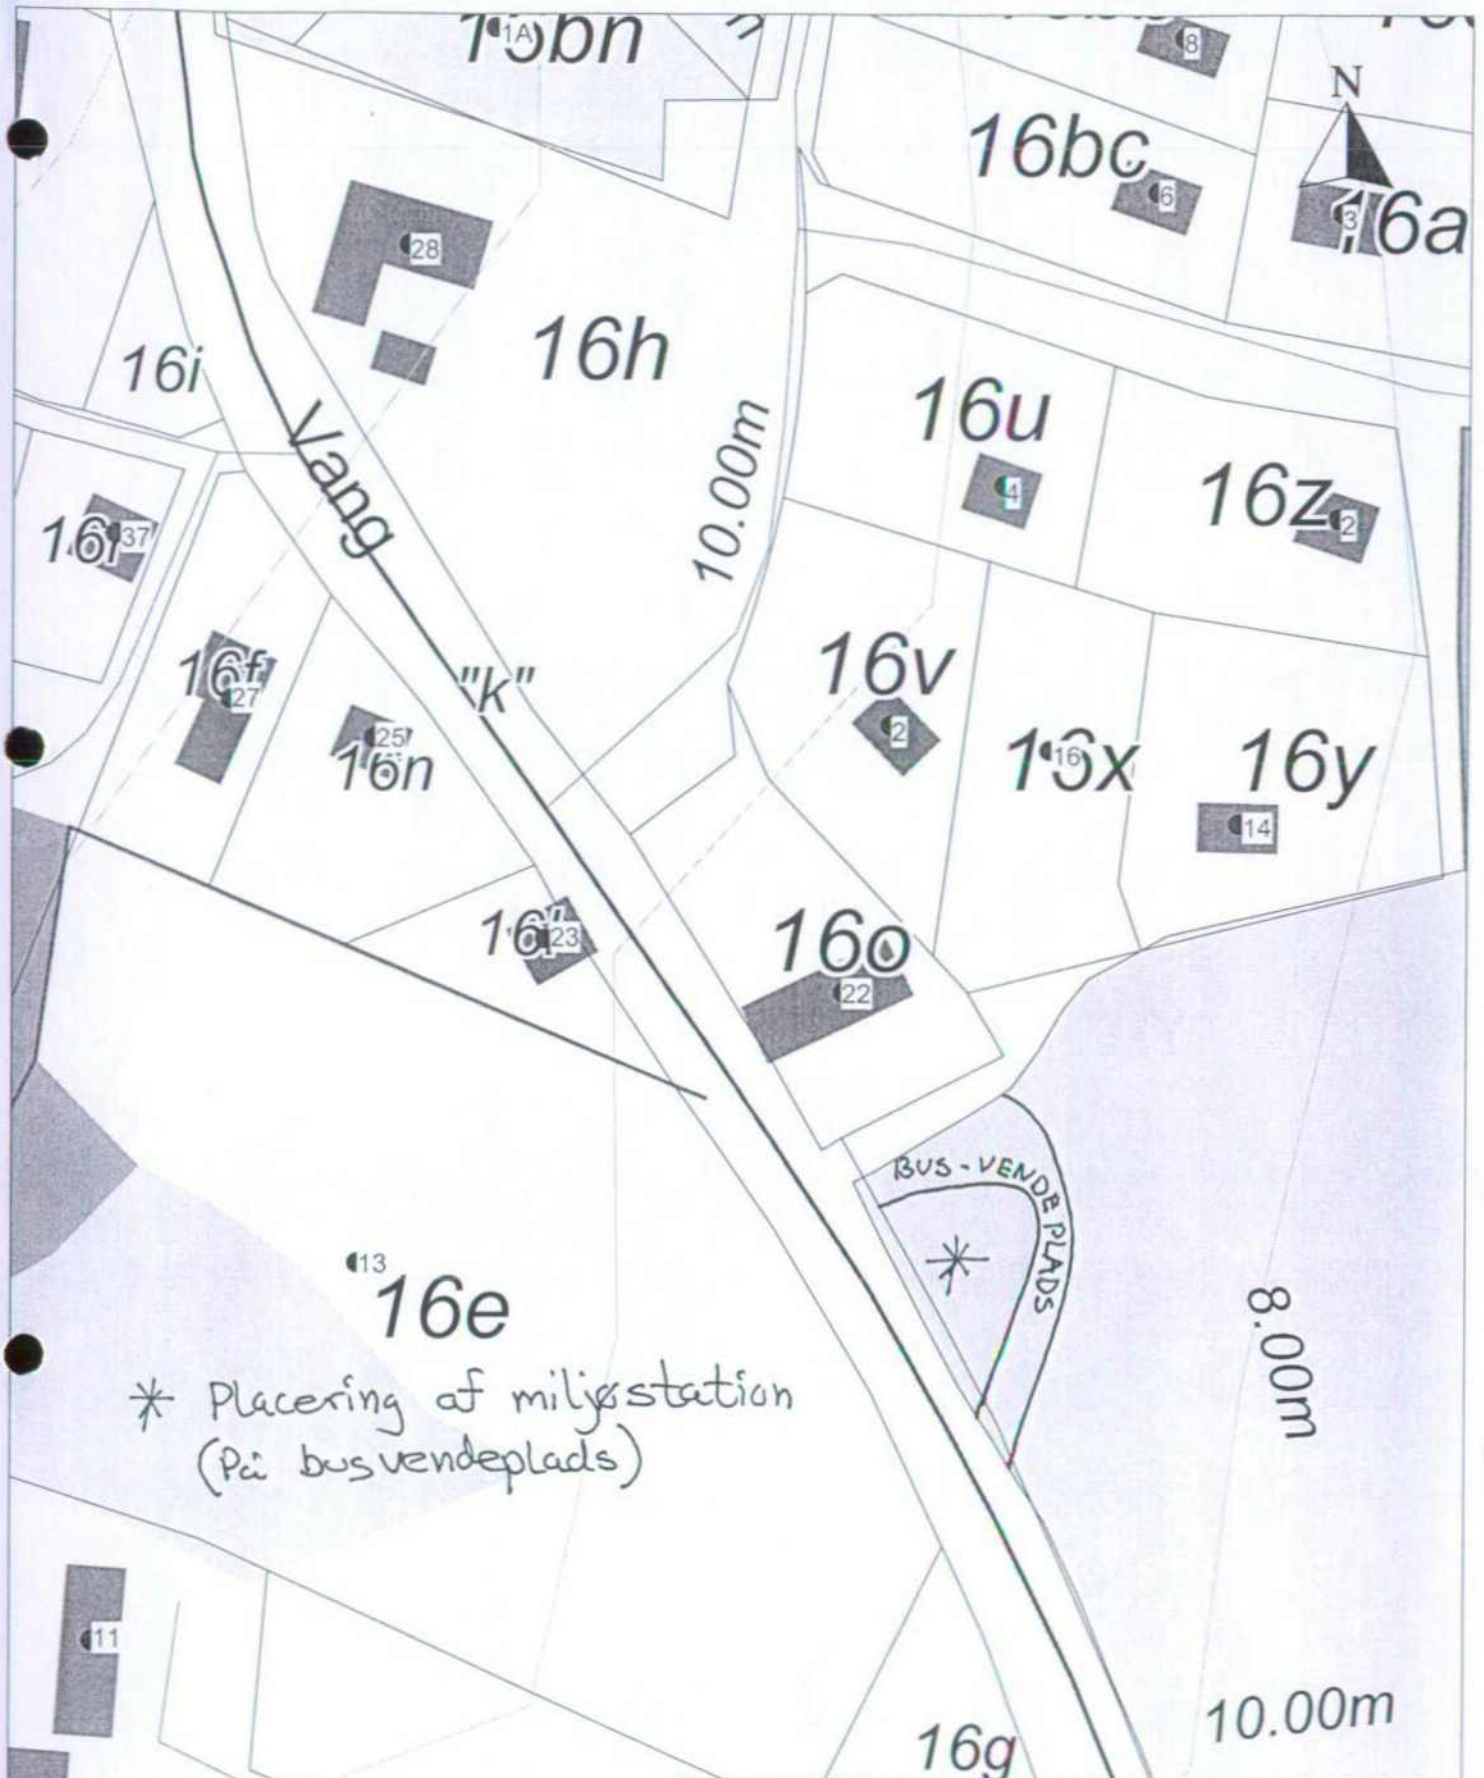 1A
8
N
16bc
6
3
16a
28
16h
16i
10.00m
16u
4
16z
2
Vang
37
16f
27
"k"
25
16n
16v
2
16x
16
16y
14
23
16o
22
BUS-VENDEPLADS
13
16e
8.00m
* Placering af miljøstation
(På busvendeplads)
11
10.00m
16g